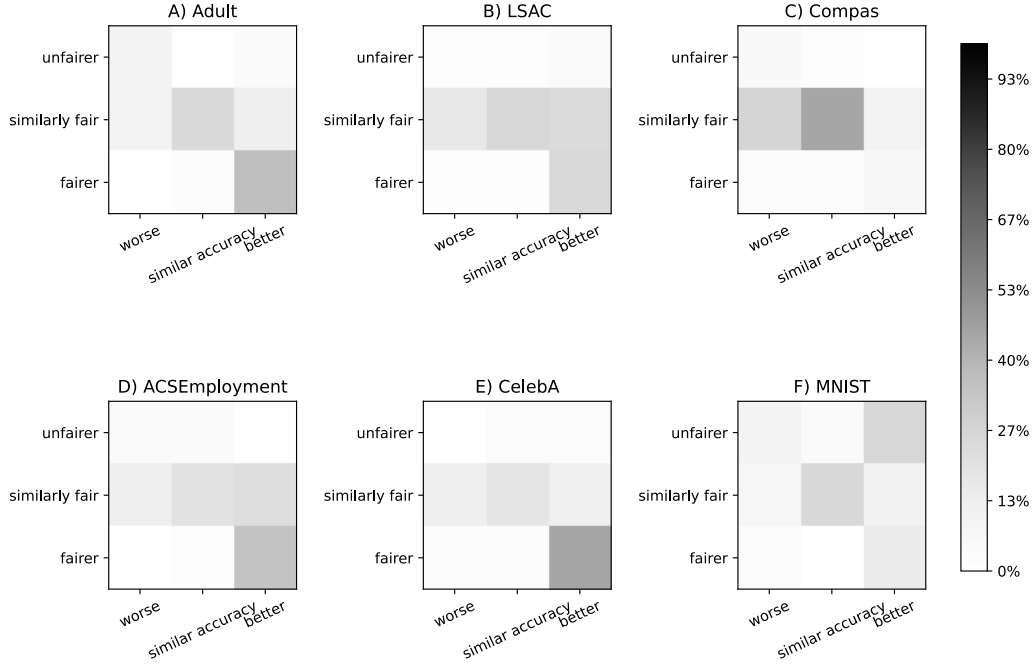 A) Adult
B) LSAC
C) Compas
unfairer
similarly fair
fairer
worse
similar accuracy
better
unfairer
similarly fair
fairer
worse
similar accuracy
better
unfairer
similarly fair
fairer
worse
similar accuracy
better
93%
80%
67%
53%
40%
27%
13%
0%
D) ACSEmployment
E) CelebA
F) MNIST
unfairer
similarly fair
fairer
worse
similar accuracy
better
unfairer
similarly fair
fairer
worse
similar accuracy
better
unfairer
similarly fair
fairer
worse
similar accuracy
better